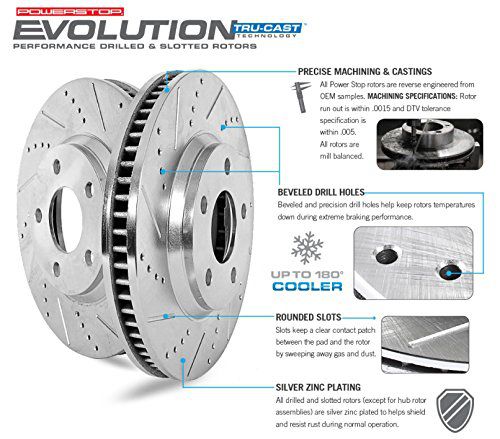 POWERSTOP
EVOLUTION TRU-CAST
TECHNOLOGY
PERFORMANCE DRILLED & SLOTTED ROTORS
PRECISE MACHINING & CASTINGS
All Power Stop rotors are reverse engineered from
OEM samples. MACHINING SPECIFICATIONS: Rotor
run out is within .0015 and DTV tolerance
specification is
within .005.
All rotors are
mill balanced.
BEVELED DRILL HOLES
Beveled and precision drill holes help keep rotors temperatures
down during extreme braking performance.
UP TO 180°
COOLER
ROUNDED SLOTS
Slots keep a clear contact patch
between the pad and the rotor
by sweeping away gas and dust.
SILVER ZINC PLATING
All drilled and slotted rotors (except for hub rotor
assemblies) are silver zinc plated to helps shield
and resist rust during normal operation.